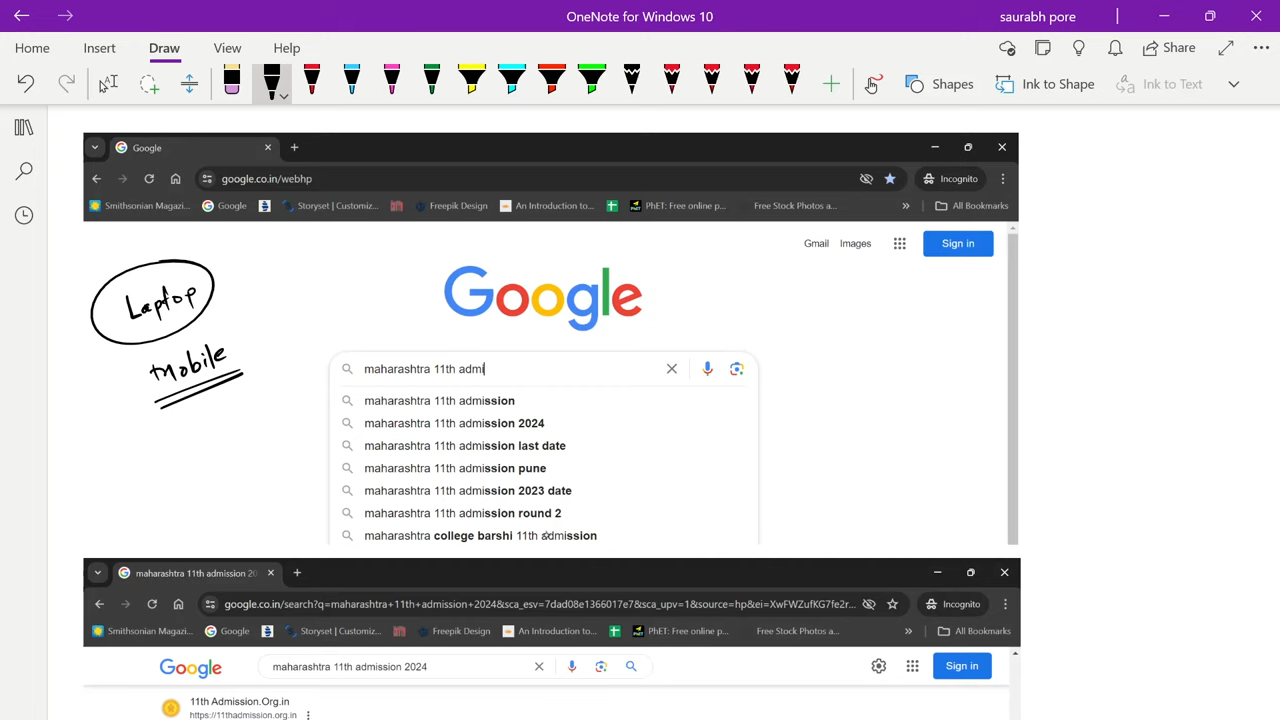 OneNote for Windows 10
saurabh pore
Home Insert Draw View Help
Share
Shapes
Ink to Shape
Ink to Text
Google
google.co.in/webhp
Incognito
Smithsonian Magazi...
Google
Storyset | Customiz...
Freepik Design
An Introduction to...
PhET: Free online p...
Free Stock Photos a...
All Bookmarks
Gmail Images
Sign in
Laptop
Mobile
Google
maharashtra 11th admi
maharashtra 11th admission
maharashtra 11th admission 2024
maharashtra 11th admission last date
maharashtra 11th admission pune
maharashtra 11th admission 2023 date
maharashtra 11th admission round 2
maharashtra college barshi 11th admission
maharashtra 11th admission 20
google.co.in/search?q=maharashtra+11th+admission+2024&sca_esv=7dad08e1366017e7&sca_upv=1&source=hp&ei=XwFWZufKG7fe2r...
Incognito
Smithsonian Magazi...
Google
Storyset | Customiz...
Freepik Design
An Introduction to...
PhET: Free online p...
Free Stock Photos a...
All Bookmarks
Google
maharashtra 11th admission 2024
Sign in
11th Admission.Org.in
https://11thadmission.org.in